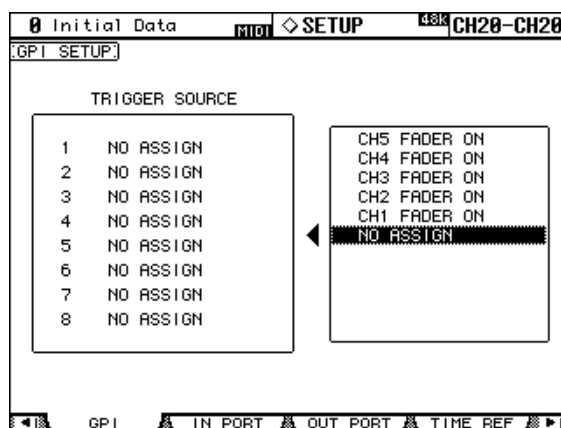 0 Initial Data MIDI ◇SETUP 48K CH20-CH20
GPI SETUP
TRIGGER SOURCE
1 NO ASSIGN
2 NO ASSIGN
3 NO ASSIGN
4 NO ASSIGN
5 NO ASSIGN
6 NO ASSIGN
7 NO ASSIGN
8 NO ASSIGN
CH5 FADER ON
CH4 FADER ON
CH3 FADER ON
CH2 FADER ON
CH1 FADER ON
NO ASSIGN
GPI IN PORT OUT PORT TIME REF